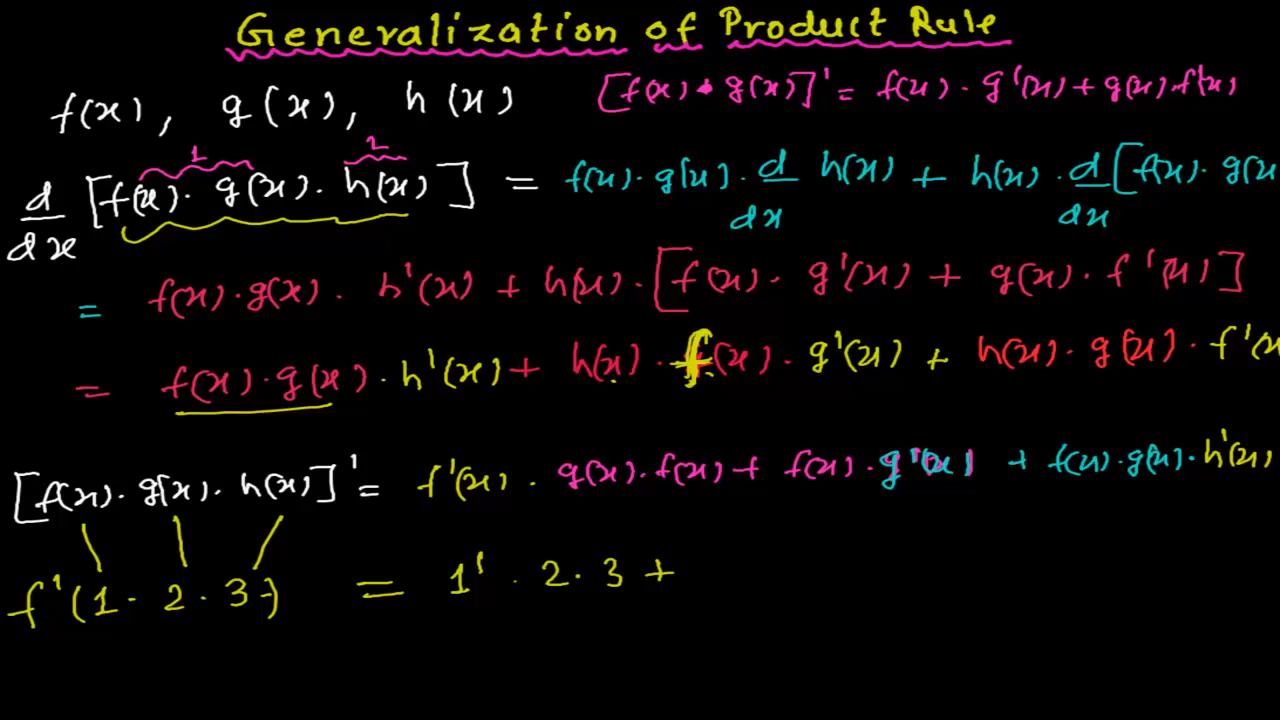 Generalization of Product Rule
f(x), g(x), h(x) [f(x) · g(x)]' = f(x) · g'(x) + g(x) · f'(x)
1 2
d/dx [f(x) · g(x) · h(x)] = f(x) · g(x) · d/dx h(x) + h(x) · d/dx [f(x) · g(x
= f(x) · g(x) · h'(x) + h(x) · [f(x) · g'(x) + g(x) · f'(x)]
= f(x) · g(x) · h'(x) + h(x) · f(x) · g'(x) + h(x) · g(x) · f'(x
[f(x) · g(x) · h(x)]' = f'(x) · g(x) · f(x) + f(x) · g'(x) + f(x) · g(x) · h'(x)
f'(1 · 2 · 3) = 1' · 2 · 3 +